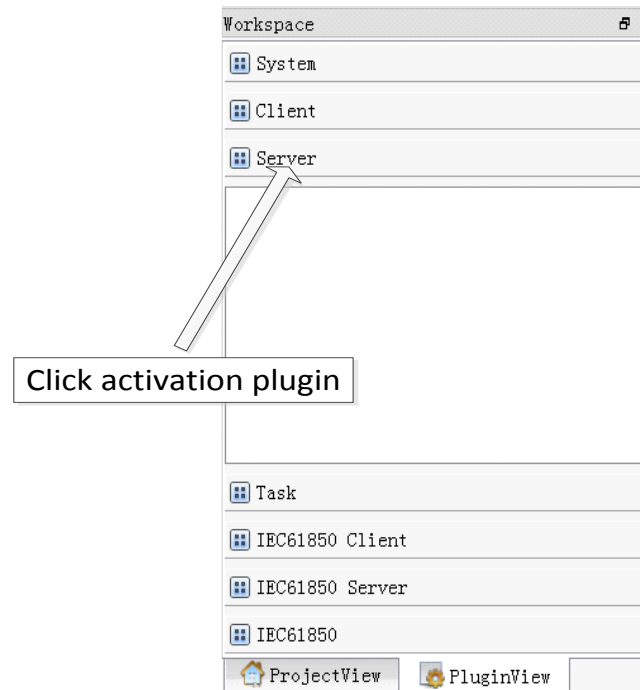 Workspace
System
Client
Server
Click activation plugin
Task
IEC61850 Client
IEC61850 Server
IEC61850
ProjectView PluginView